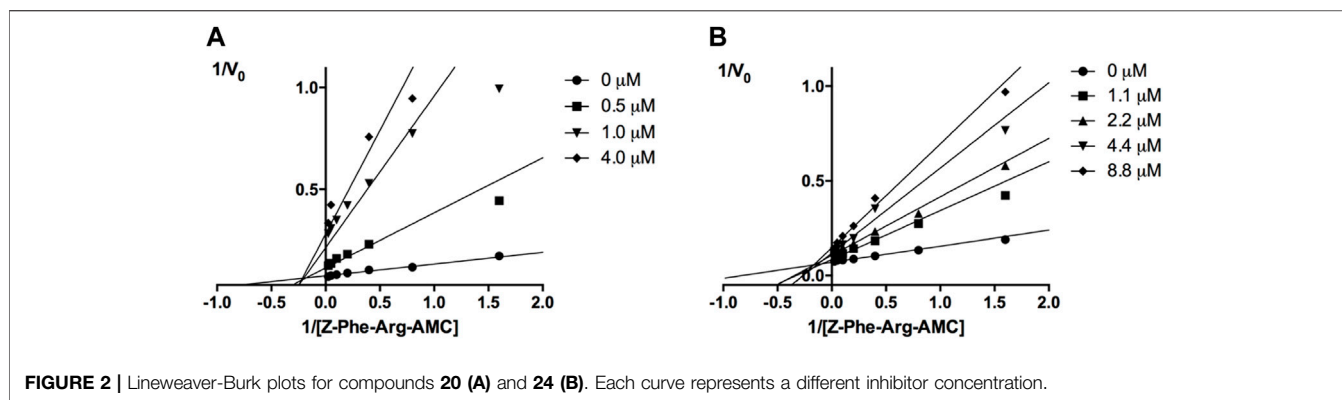 A
1/V0
1.0
0.5
-1.0 -0.5 0.0 0.5 1.0 1.5 2.0
1/[Z-Phe-Arg-AMC]
0 μM
0.5 μM
1.0 μM
4.0 μM
B
1/V0
1.0
0.5
0.0
-1.0 -0.5 0.0 0.5 1.0 1.5 2.0
1/[Z-Phe-Arg-AMC]
0 μM
1.1 μM
2.2 μM
4.4 μM
8.8 μM
FIGURE 2 | Lineweaver-Burk plots for compounds 20 (A) and 24 (B). Each curve represents a different inhibitor concentration.